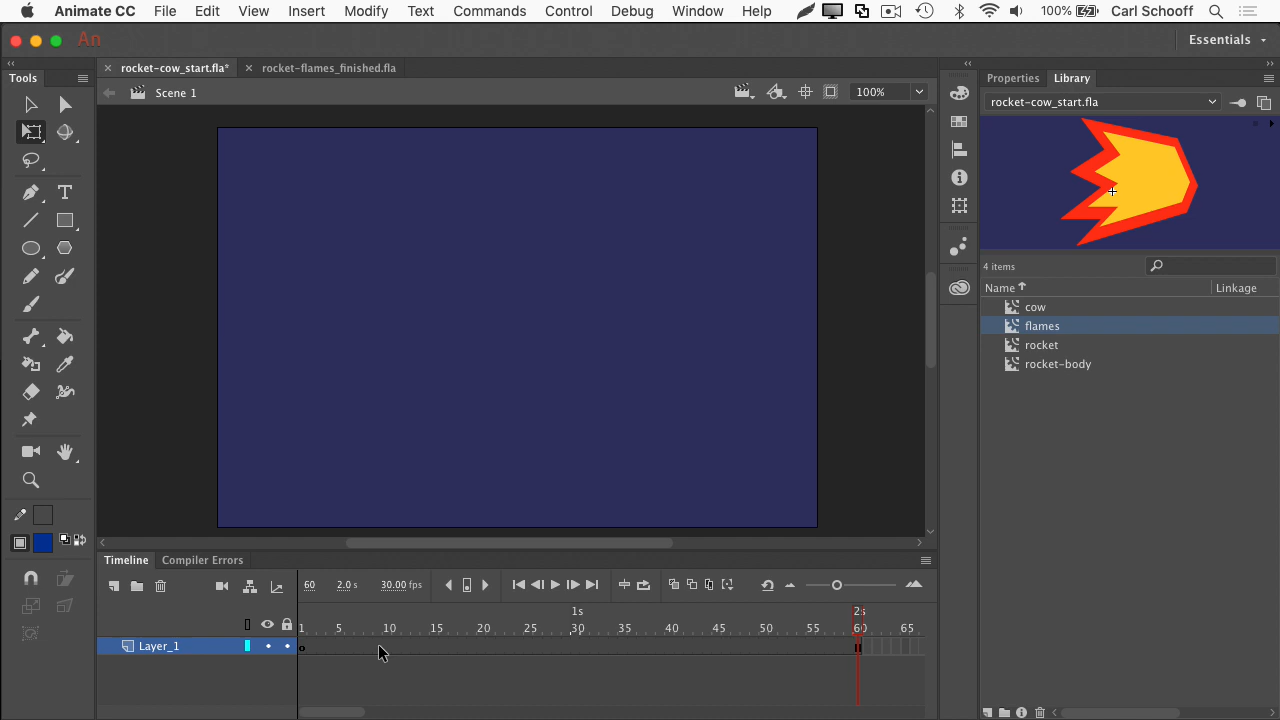 Animate CC File Edit View Insert Modify Text Commands Control Debug Window Help 100% Carl Schooff
An Essentials
Tools rocket-cow_start.fla* rocket-flames_finished.fla Properties Library
Scene 1 100% rocket-cow_start.fla
4 items
Name Linkage
cow
flames
rocket
rocket-body
Timeline Compiler Errors
60 2.0 s 30.00 fps
1s 2s
1 5 10 15 20 25 30 35 40 45 50 55 60 65
Layer_1